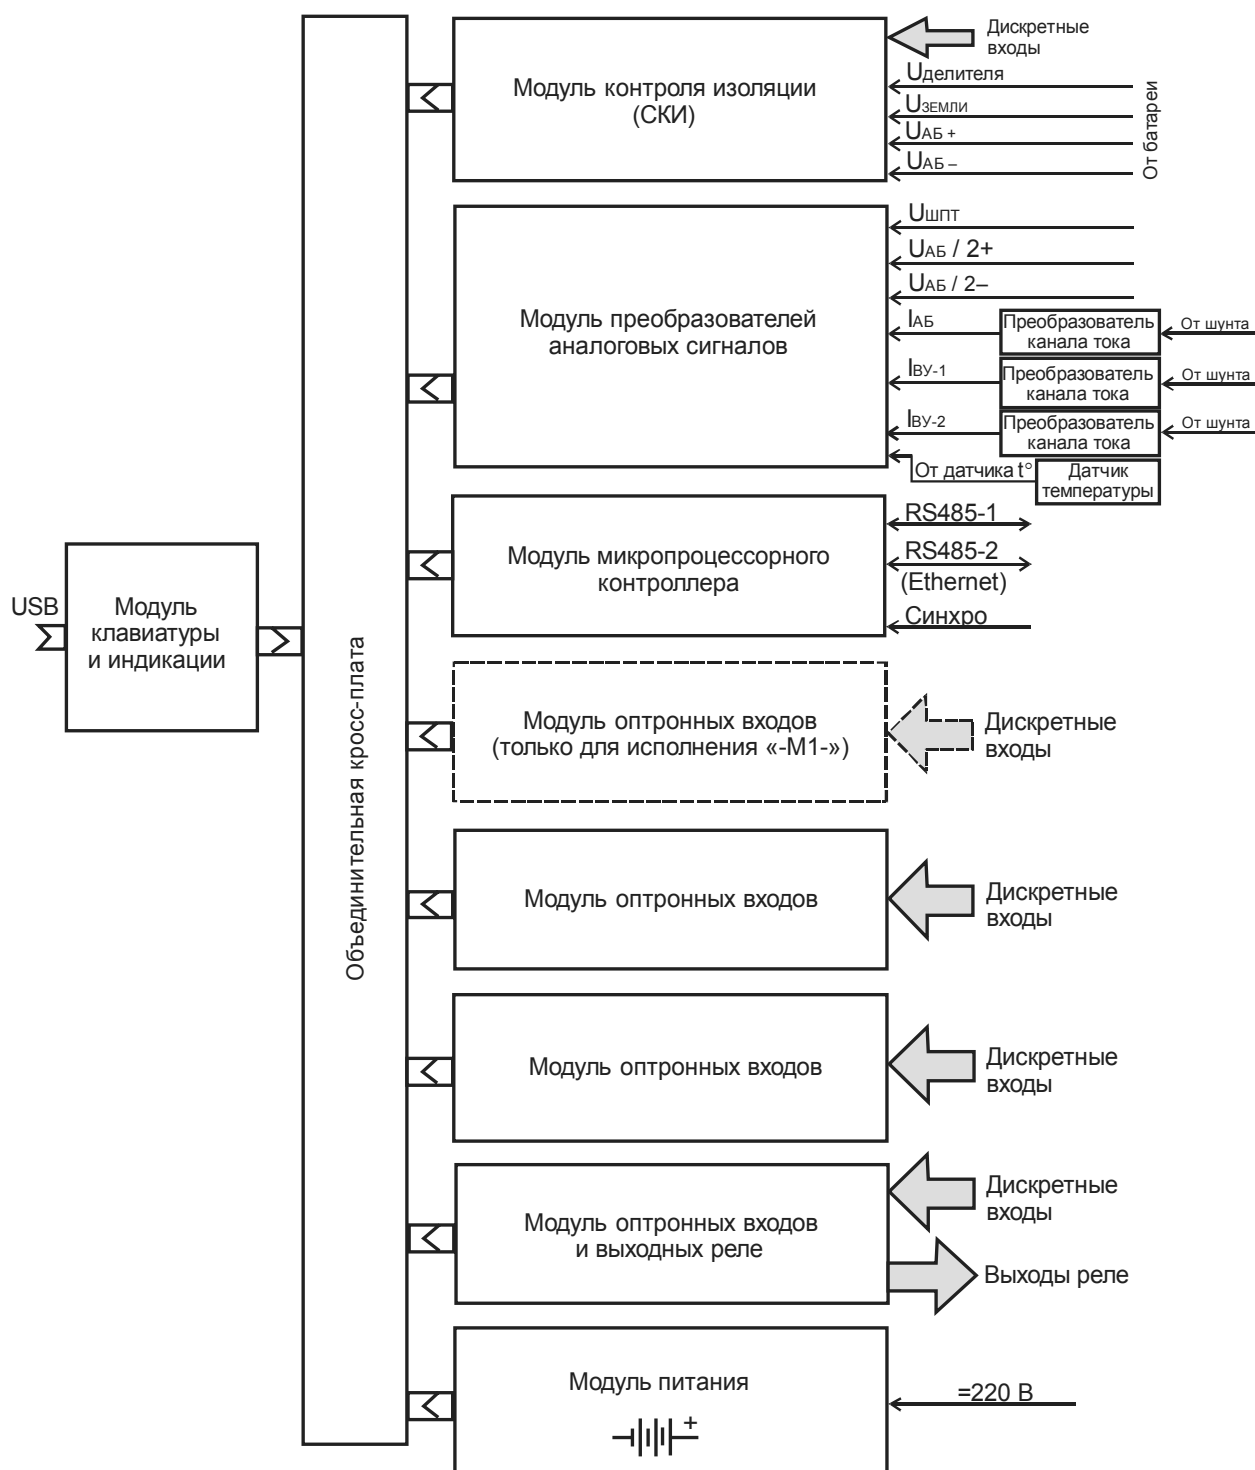 Дискретные
входы
Модуль контроля изоляции
(СКИ)
Uделителя
UЗЕМЛИ
UАБ +
UАБ –
От батареи
UШПТ
UАБ / 2+
UАБ / 2–
Модуль преобразователей
аналоговых сигналов
IАБ
Преобразователь
канала тока
От шунта
IВУ-1
Преобразователь
канала тока
От шунта
IВУ-2
Преобразователь
канала тока
От шунта
От датчика t°
Датчик
температуры
Модуль микропроцессорного
контроллера
RS485-1
RS485-2
(Ethernet)
Синхро
USB
Модуль
клавиатуры
и индикации
Объединительная кросс-плата
Модуль оптронных входов
(только для исполнения «-М1-»)
Дискретные
входы
Модуль оптронных входов
Дискретные
входы
Модуль оптронных входов
Дискретные
входы
Модуль оптронных входов
и выходных реле
Дискретные
входы
Выходы реле
Модуль питания
+
=220 В